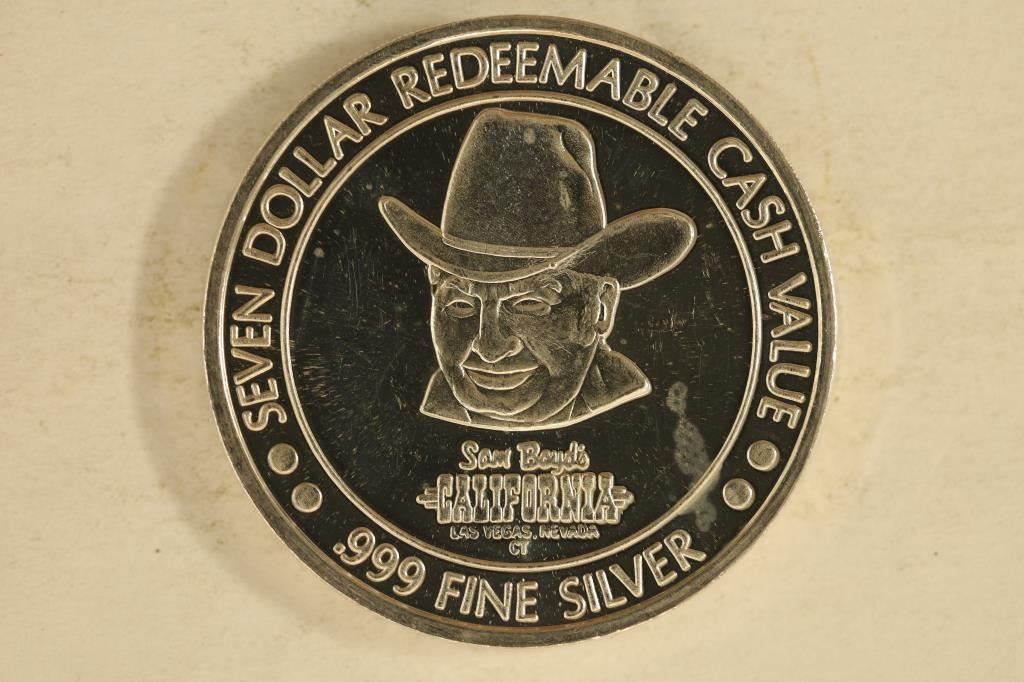 SEVEN DOLLAR REDEEMABLE CASH VALUE
Sam Boyd's
CALIFORNIA
LAS VEGAS, NEVADA
CT
.999 FINE SILVER